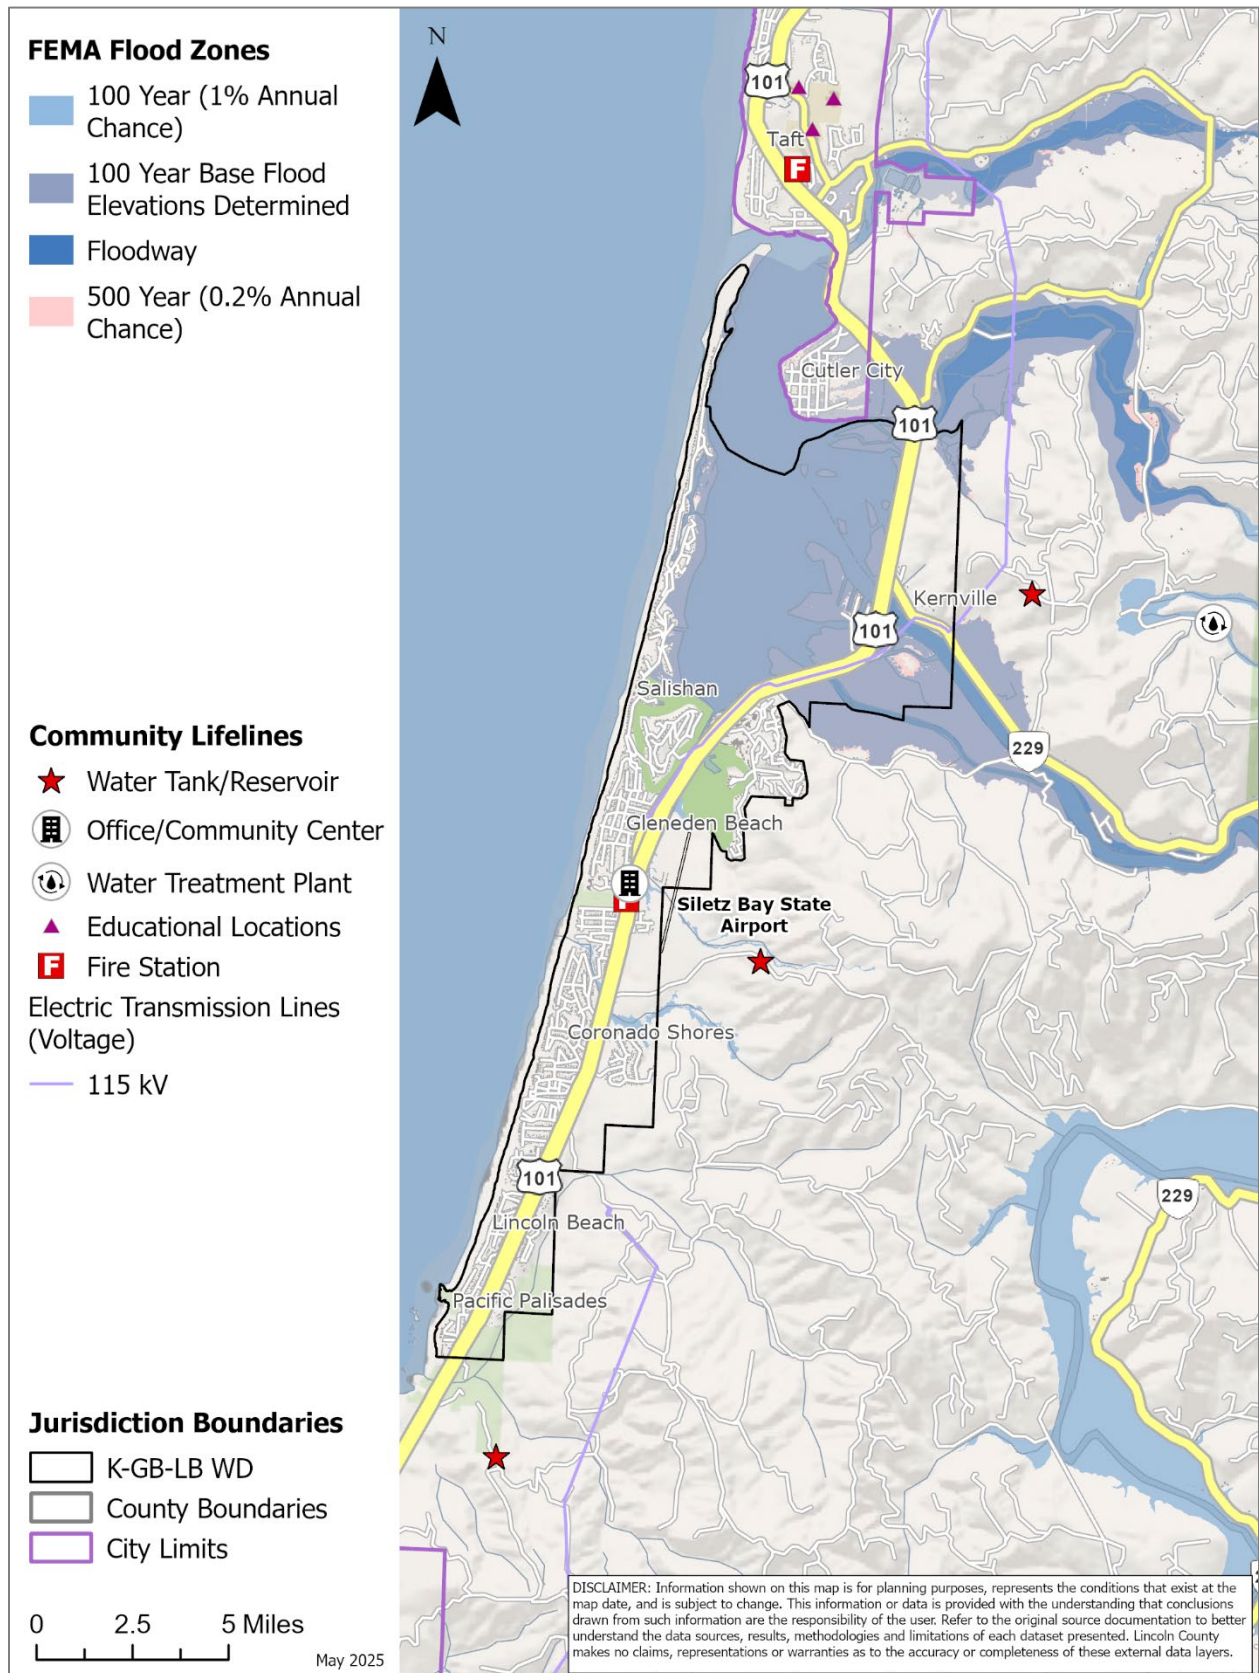 FEMA Flood Zones
100 Year (1% Annual
Chance)
100 Year Base Flood
Elevations Determined
Floodway
500 Year (0.2% Annual
Chance)
Community Lifelines
Water Tank/Reservoir
Office/Community Center
Water Treatment Plant
Educational Locations
F Fire Station
Electric Transmission Lines
(Voltage)
115 kV
Jurisdiction Boundaries
K-GB-LB WD
County Boundaries
City Limits
0 2.5 5 Miles
May 2025
N
101
Taft
F
Cutler City
101
Kernville
101
Salishan
229
Gleneden Beach
F
Siletz Bay State
Airport
Coronado Shores
101
229
Lincoln Beach
Pacific Palisades
DISCLAIMER: Information shown on this map is for planning purposes, represents the conditions that exist at the
map date, and is subject to change. This information or data is provided with the understanding that conclusions
drawn from such information are the responsibility of the user. Refer to the original source documentation to better
understand the data sources, results, methodologies and limitations of each dataset presented. Lincoln County
makes no claims, representations or warranties as to the accuracy or completeness of these external data layers.